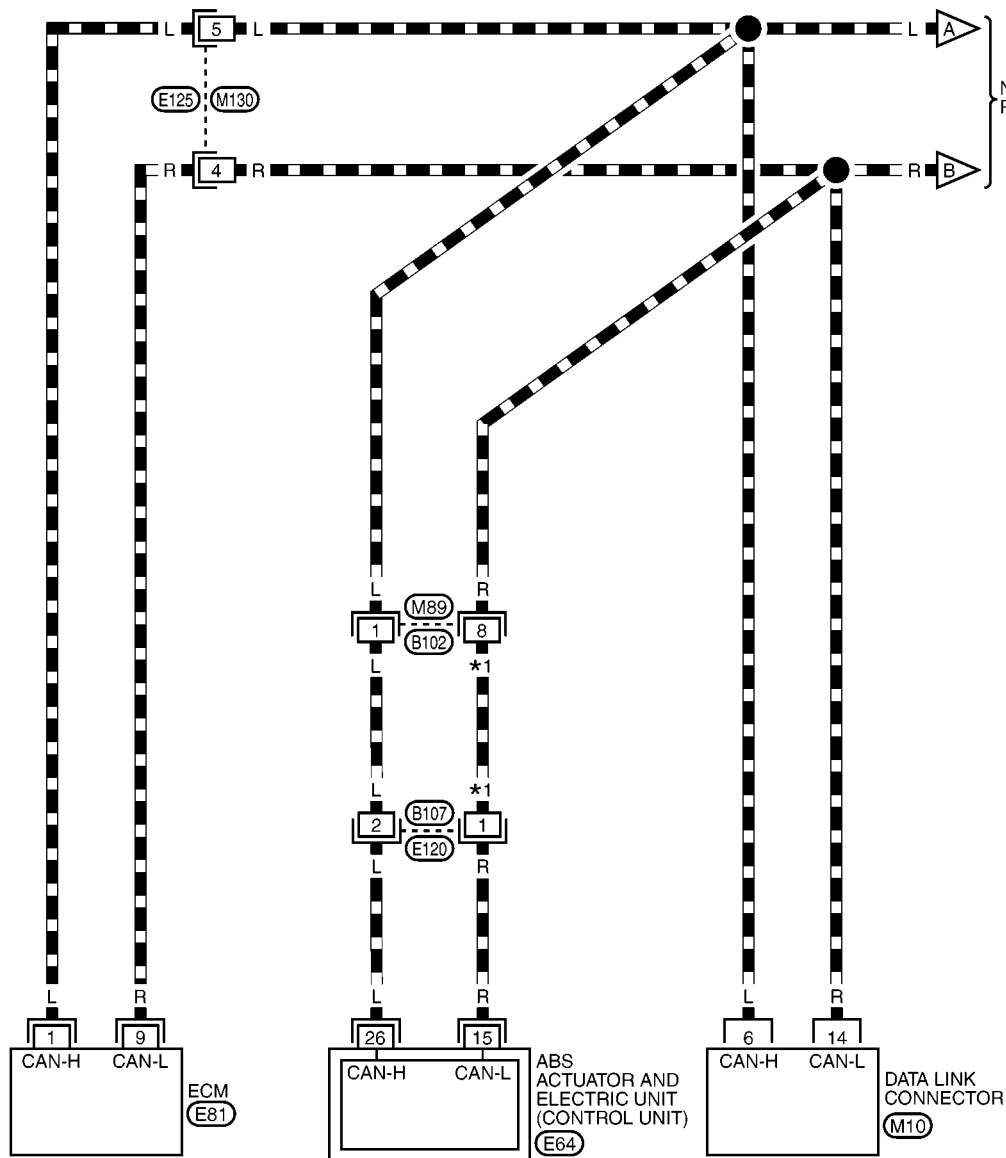 L 5 L L A
E125 M130
N
P
R 4 R R B
L R
M89
1 8
B102
L *1
L *1
B107
2 1
E120
L R
L R L R L R
1 9 26 15 6 14
CAN-H CAN-L CAN-H CAN-L CAN-H CAN-L
ECM
E81
ABS
ACTUATOR AND
ELECTRIC UNIT
(CONTROL UNIT)
E64
DATA LINK
CONNECTOR
M10